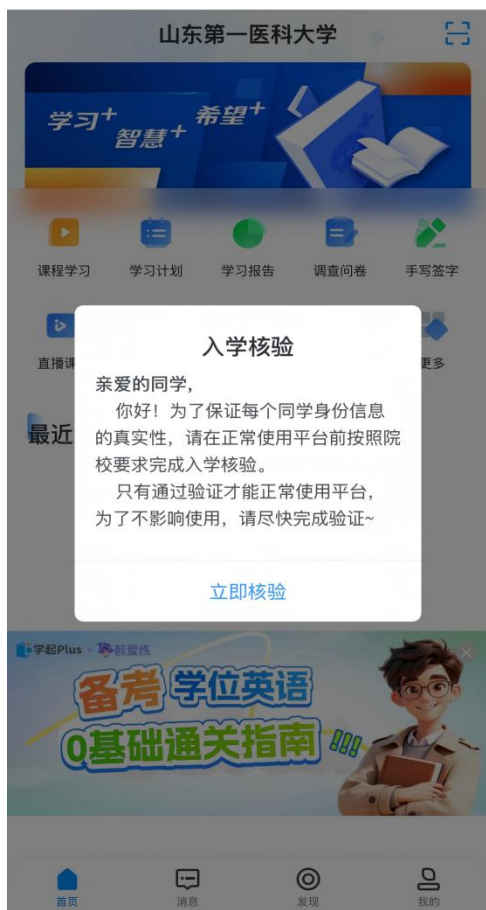 山东第一医科大学
学习+
智慧+
希望+
课程学习
学习计划
学习报告
调查问卷
手写签字
直播课
更多
最近
入学核验
亲爱的同学,
你好！为了保证每个同学身份信息
的真实性，请在正常使用平台前按照院
校要求完成入学核验。
只有通过验证才能正常使用平台，
为了不影响使用，请尽快完成验证~
立即核验
学起Plus
备考 学位英语
0基础通关指南!!!
首页
消息
发现
我的